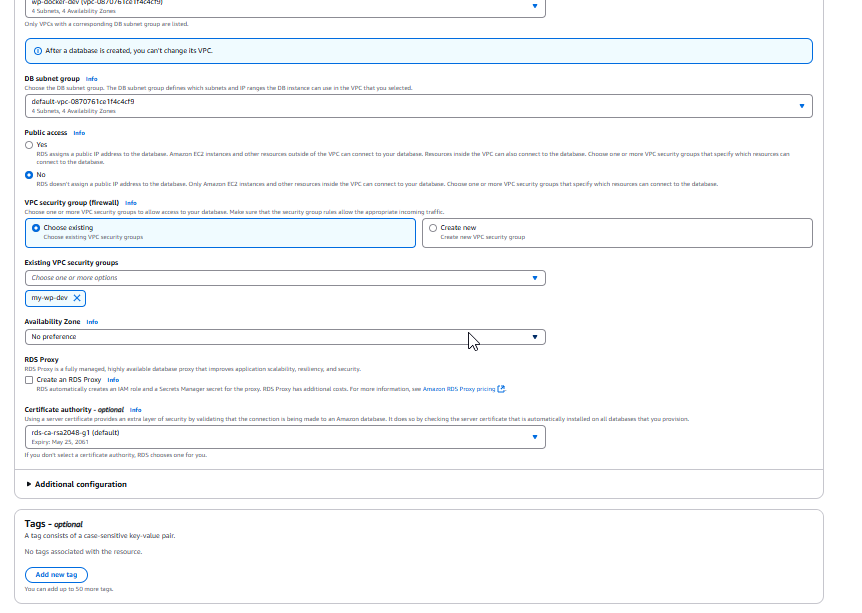 wp-docker-dev (vpc-0870761ce1f4c4cf9)
4 Subnets, 4 Availability Zones
Only VPCs with a corresponding DB subnet group are listed.
After a database is created, you can't change its VPC.
DB subnet group Info
Choose the DB subnet group. The DB subnet group defines which subnets and IP ranges the DB instance can use in the VPC that you selected.
default-vpc-0870761ce1f4c4cf9
4 Subnets, 4 Availability Zones
Public access Info
Yes
RDS assigns a public IP address to the database. Amazon EC2 instances and other resources outside of the VPC can connect to your database. Resources inside the VPC can also connect to the database. Choose one or more VPC security groups that specify which resources can
connect to the database.
No
RDS doesn't assign a public IP address to the database. Only Amazon EC2 instances and other resources inside the VPC can connect to your database. Choose one or more VPC security groups that specify which resources can connect to the database.
VPC security group (firewall) Info
Choose one or more VPC security groups to allow access to your database. Make sure that the security group rules allow the appropriate incoming traffic.
Choose existing
Choose existing VPC security groups
Create new
Create new VPC security group
Existing VPC security groups
Choose one or more options
my-wp-dev
Availability Zone Info
No preference
RDS Proxy
RDS Proxy is a fully managed, highly available database proxy that improves application scalability, resiliency, and security.
Create an RDS Proxy Info
RDS automatically creates an IAM role and a Secrets Manager secret for the proxy. RDS Proxy has additional costs. For more information, see Amazon RDS Proxy pricing
Certificate authority - optional Info
Using a server certificate provides an extra layer of security by validating that the connection is being made to an Amazon database. It does so by checking the server certificate that is automatically installed on all databases that you provision.
rds-ca-rsa2048-g1 (default)
Expiry: May 25, 2061
If you don't select a certificate authority, RDS chooses one for you.
Additional configuration
Tags - optional
A tag consists of a case-sensitive key-value pair.
No tags associated with the resource.
Add new tag
You can add up to 50 more tags.